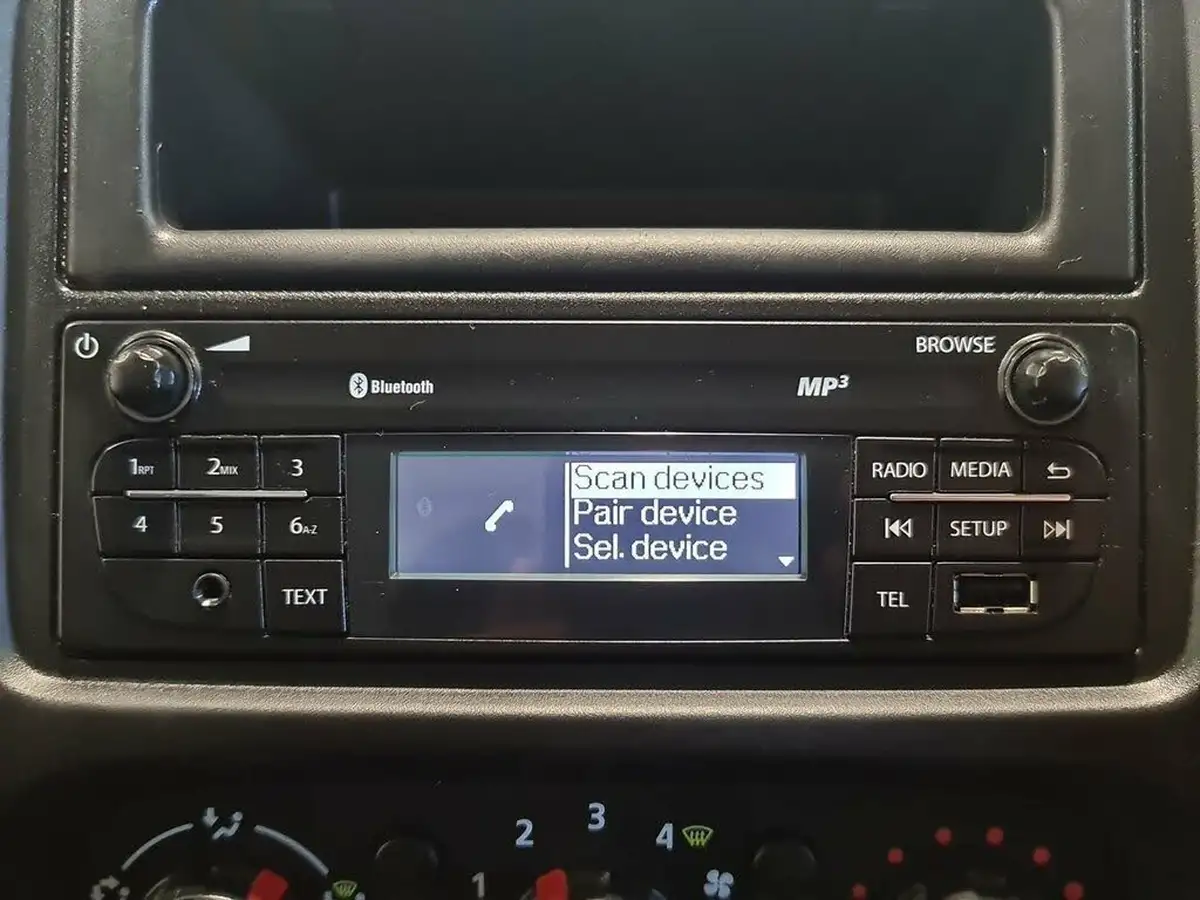 BROWSE
Bluetooth
MP3
1RPT 2MIX 3
4 5 6A-Z
TEXT
Scan devices
Pair device
Sel. device
RADIO MEDIA
SETUP
TEL
1 2 3 4